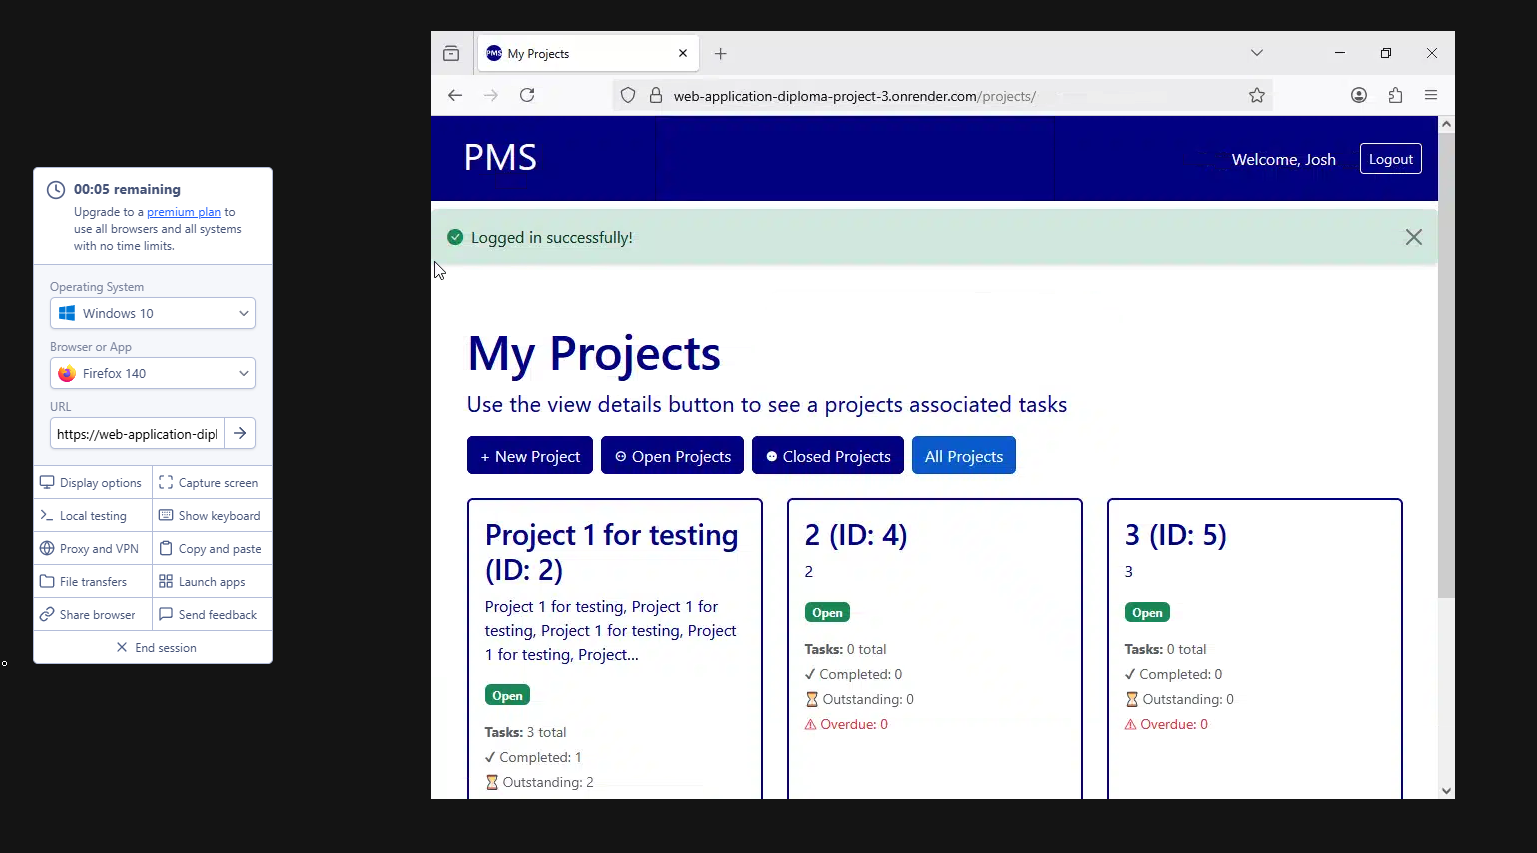 00:05 remaining
Upgrade to a premium plan to
use all browsers and all systems
with no time limits.
Operating System
Windows 10
Browser or App
Firefox 140
URL
https://web-application-dipl
Display options
Capture screen
Local testing
Show keyboard
Proxy and VPN
Copy and paste
File transfers
Launch apps
Share browser
Send feedback
End session
PMS My Projects
web-application-diploma-project-3.onrender.com/projects/
PMS
Welcome, Josh
Logout
Logged in successfully!
My Projects
Use the view details button to see a projects associated tasks
+ New Project
Open Projects
Closed Projects
All Projects
Project 1 for testing
(ID: 2)
Project 1 for testing, Project 1 for
testing, Project 1 for testing, Project
1 for testing, Project...
Open
Tasks: 3 total
✓ Completed: 1
⏳ Outstanding: 2
2 (ID: 4)
2
Open
Tasks: 0 total
✓ Completed: 0
⏳ Outstanding: 0
⚠ Overdue: 0
3 (ID: 5)
3
Open
Tasks: 0 total
✓ Completed: 0
⏳ Outstanding: 0
⚠ Overdue: 0